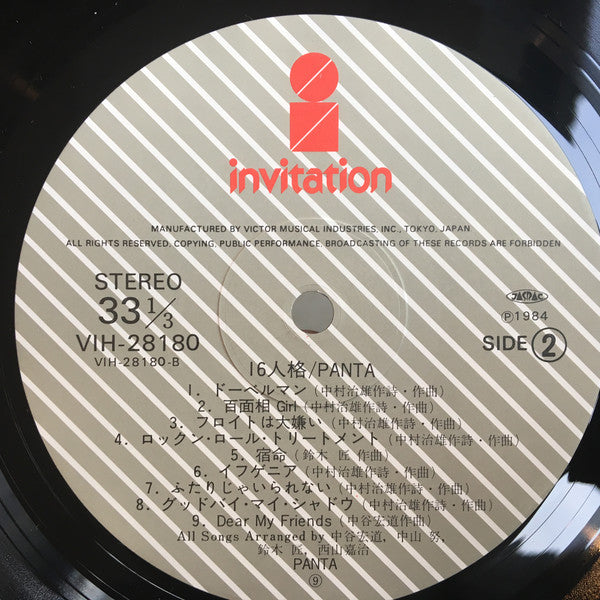 invitation
MANUFACTURED BY VICTOR MUSICAL INDUSTRIES, INC., TOKYO, JAPAN
ALL RIGHTS RESERVED, COPYING, PUBLIC PERFORMANCE, BROADCASTING OF THESE RECORDS ARE FORBIDDEN
STEREO
33 1/3
VIH-28180
VIH-28180-B
JASRAC
Ⓟ1984
SIDE ②
16人格/PANTA
1. ドーベルマン (中村治雄作詩・作曲)
2. 百面相 Girl (中村治雄作詩・作曲)
3. フロイトは大嫌い (中村治雄作詩・作曲)
4. ロックン・ロール・トリートメント (中村治雄作詩・作曲)
5. 宿命 (鈴木 匠 作曲)
6. イフゲニア (中村治雄作詩・作曲)
7. ふたりじゃいられない (中村治雄作詩・作曲)
8. グッドバイ・マイ・シャドウ (中村治雄作詩・作曲)
9. Dear My Friends (中谷宏道作曲)
All Songs Arranged by 中谷宏道, 中山 努,
鈴木 匠, 西山嘉治
PANTA
⑨